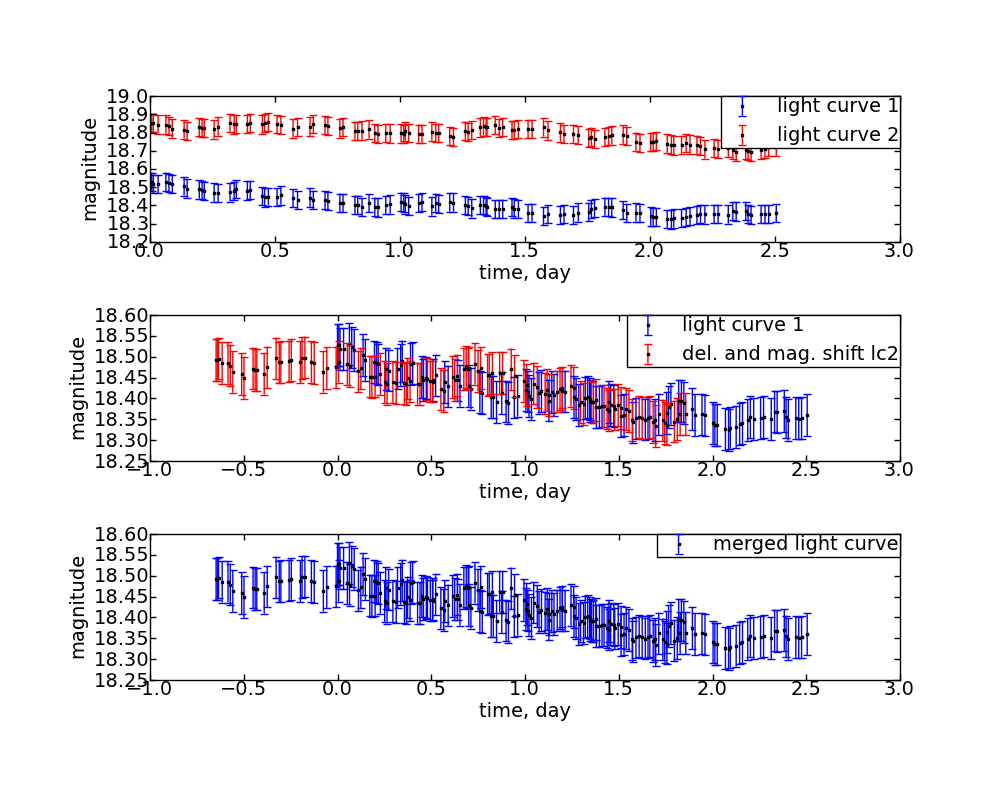 19.0
18.9
18.8
18.7
18.6
18.5
18.4
18.3
18.2
magnitude
light curve 1
light curve 2
0.0 0.5 1.0 1.5 2.0 2.5 3.0
time, day
18.60
18.55
18.50
18.45
18.40
18.35
18.30
18.25
magnitude
light curve 1
del. and mag. shift lc2
−1.0 −0.5 0.0 0.5 1.0 1.5 2.0 2.5 3.0
time, day
18.60
18.55
18.50
18.45
18.40
18.35
18.30
18.25
magnitude
merged light curve
−1.0 −0.5 0.0 0.5 1.0 1.5 2.0 2.5 3.0
time, day